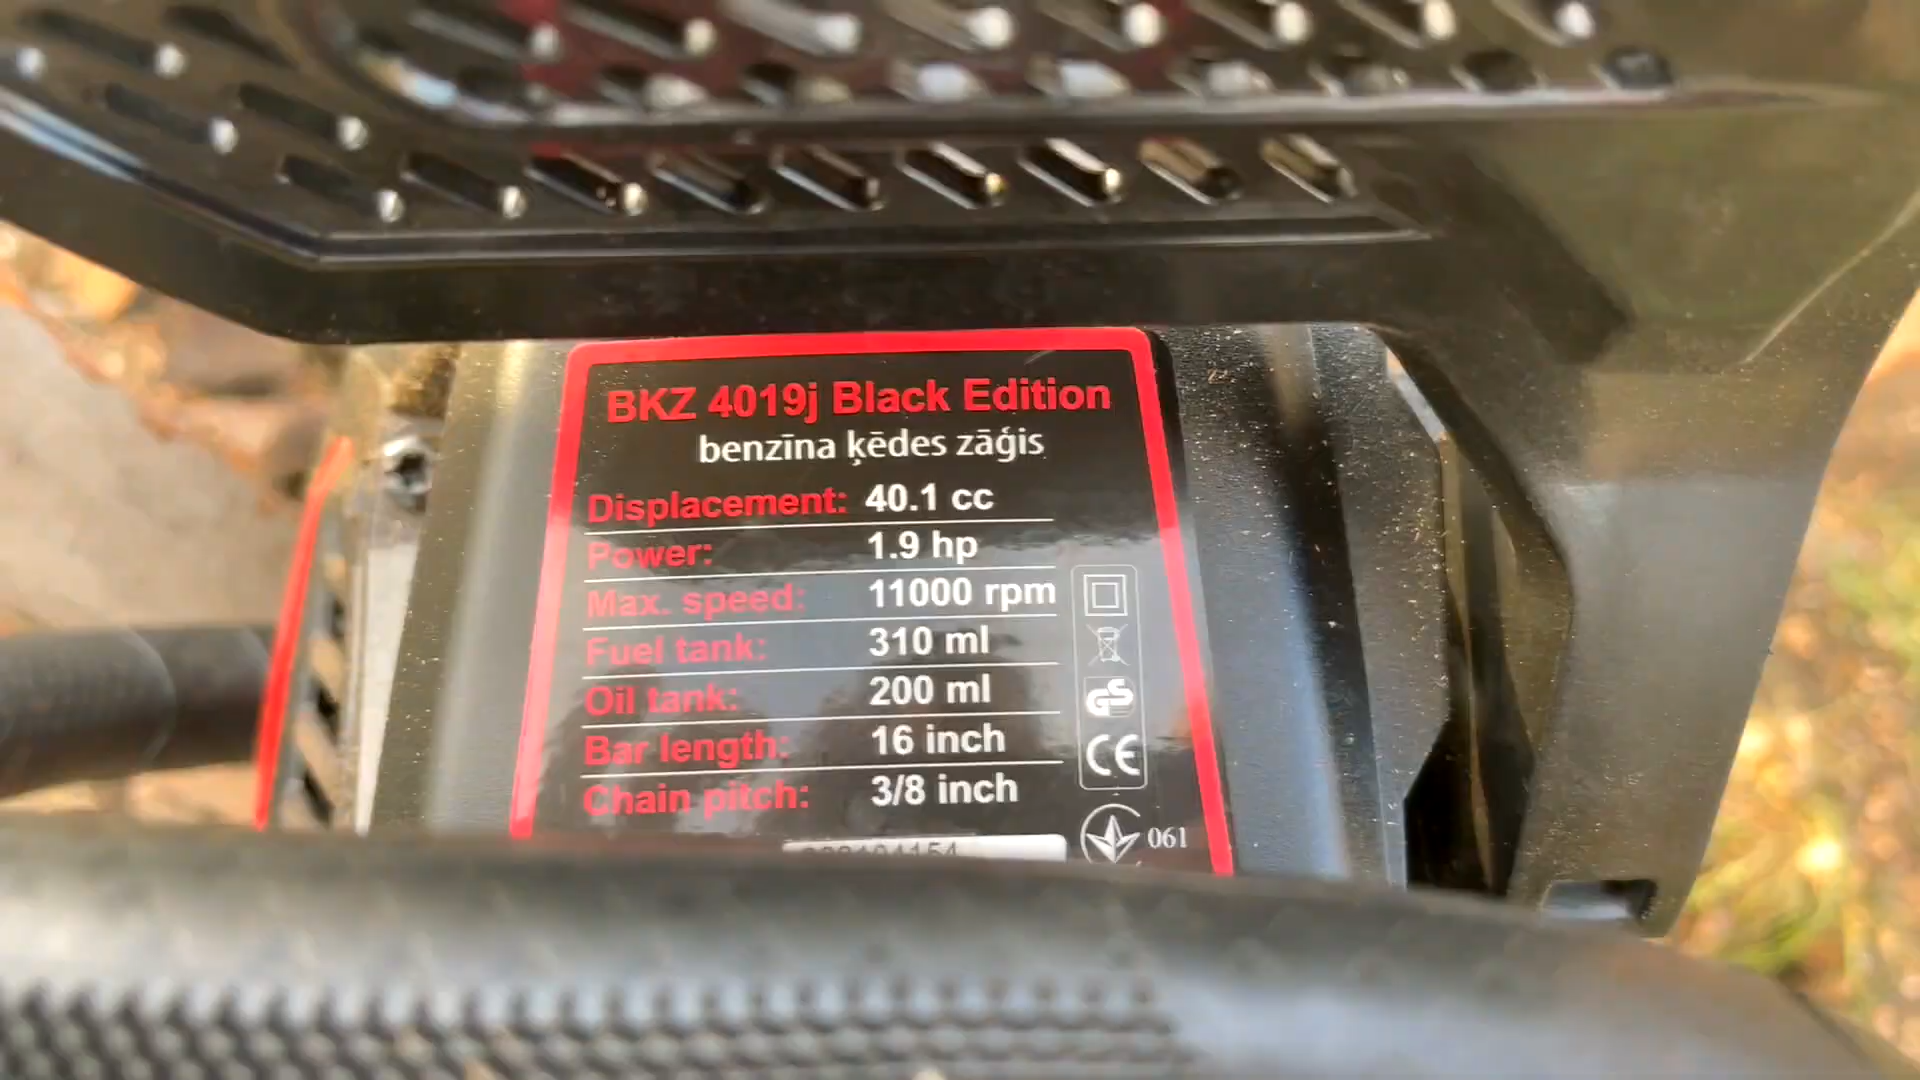 BKZ 4019j Black Edition
benzīna ķēdes zāģis
Displacement: 40.1 cc
Power: 1.9 hp
Max. speed: 11000 rpm
Fuel tank: 310 ml
Oil tank: 200 ml
Bar length: 16 inch
Chain pitch: 3/8 inch
GS
CE
061